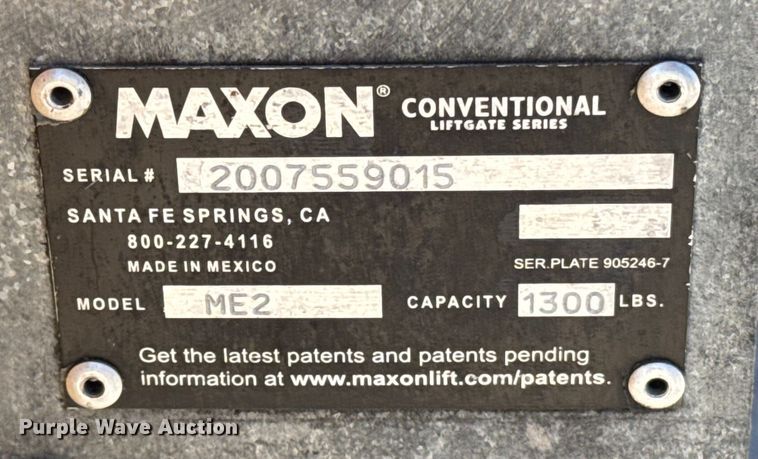 MAXON® CONVENTIONAL
LIFTGATE SERIES
SERIAL # 2007559015
SANTA FE SPRINGS, CA
800-227-4116
MADE IN MEXICO
SER.PLATE 905246-7
MODEL ME2 CAPACITY 1300 LBS.
Get the latest patents and patents pending
information at www.maxonlift.com/patents.
Purple Wave Auction